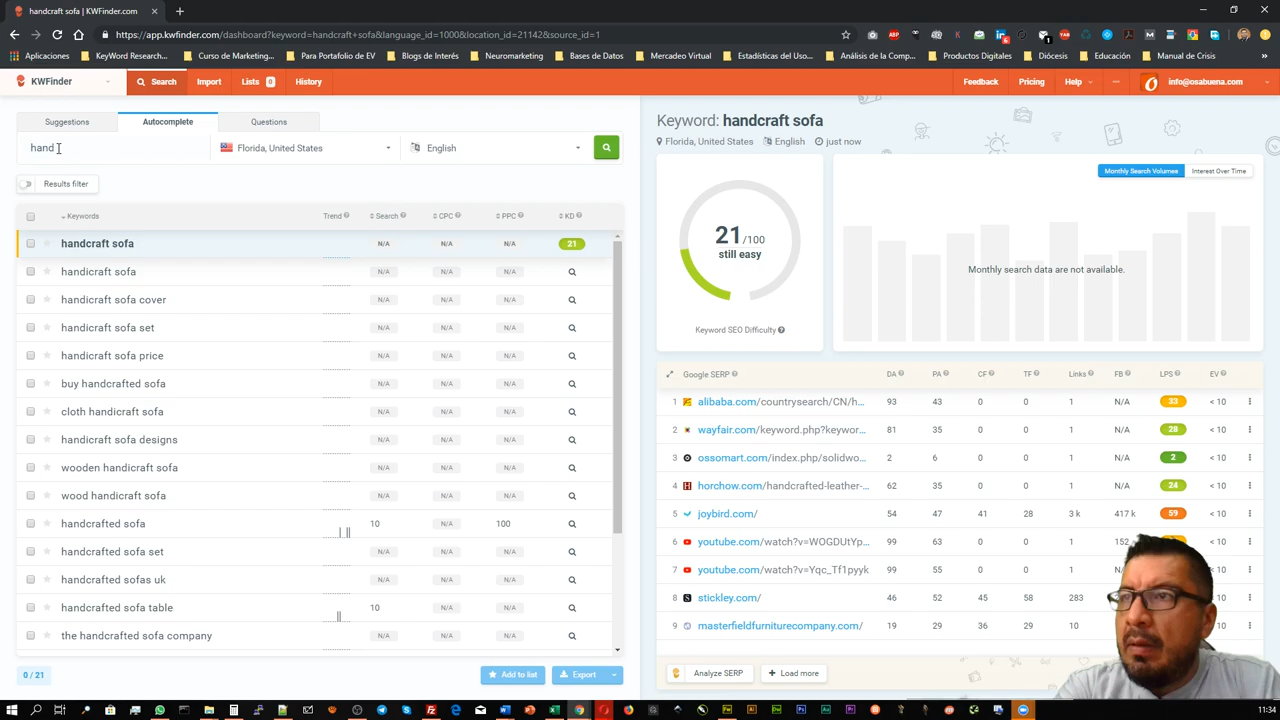 handcraft sofa | KWFinder.com
https://app.kwfinder.com/dashboard?keyword=handcraft+sofa&language_id=1000&location_id=21142&source_id=1
Aplicaciones KeyWord Research... Curso de Marketing... Para Portafolio de EV Blogs de Interés Neuromarketing Bases de Datos Mercadeo Virtual Estadísticas de Uso... Análisis de la Comp... Productos Digitales Diócesis Educación Manual de Crisis »
KWFinder Search Import Lists 0 History Feedback Pricing Help info@osabuena.com
Suggestions Autocomplete Questions
hand Florida, United States English
Results filter
Keywords Trend Search CPC PPC KD
handcraft sofa N/A N/A N/A 21
handicraft sofa N/A N/A N/A
handicraft sofa cover N/A N/A N/A
handicraft sofa set N/A N/A N/A
handicraft sofa price N/A N/A N/A
buy handcrafted sofa N/A N/A N/A
cloth handicraft sofa N/A N/A N/A
handicraft sofa designs N/A N/A N/A
wooden handicraft sofa N/A N/A N/A
wood handicraft sofa N/A N/A N/A
handcrafted sofa 10 N/A 100
handcrafted sofa set N/A N/A N/A
handcrafted sofas uk N/A N/A N/A
handcrafted sofa table 10 N/A N/A
the handcrafted sofa company N/A N/A N/A
0 / 21 Add to list Export
Keyword: handcraft sofa
Florida, United States English just now
21 /100
still easy
Keyword SEO Difficulty
Monthly Search Volumes Interest Over Time
Monthly search data are not available.
Google SERP DA PA CF TF Links FB LPS EV
1 alibaba.com/countrysearch/CN/h... 93 43 0 0 1 N/A 33 < 10
2 wayfair.com/keyword.php?keywor... 81 35 0 0 1 N/A 28 < 10
3 ossomart.com/index.php/solidwo... 2 6 0 0 1 N/A 2 < 10
4 horchow.com/handcrafted-leather-... 62 35 0 0 1 N/A 24 < 10
5 joybird.com/ 54 47 41 28 3 k 417 k 59 < 10
6 youtube.com/watch?v=WOGDUtYp... 99 63 0 0 1 152 < 10
7 youtube.com/watch?v=Yqc_Tf1pyyk 99 55 0 0 1 < 10
8 stickley.com/ 46 52 45 58 283 < 10
9 masterfieldfurniturecompany.com/ 19 29 36 29 10 < 10
Analyze SERP Load more
11:34